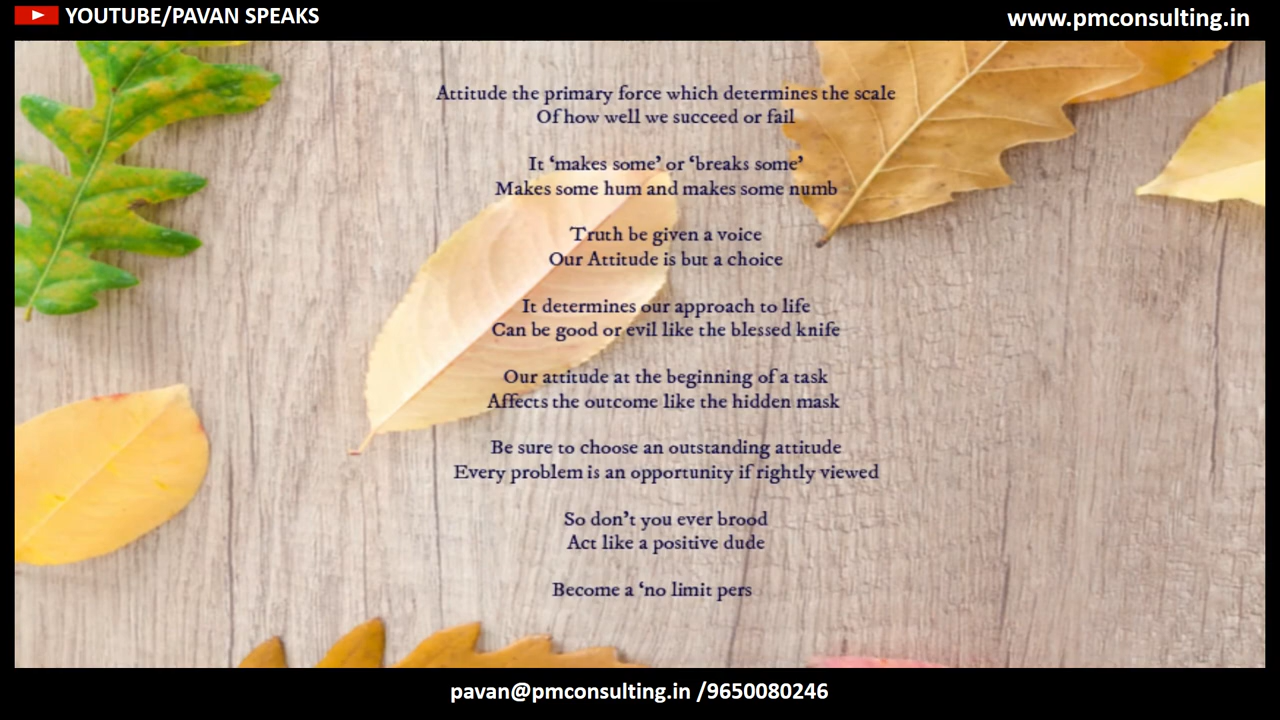 YOUTUBE/PAVAN SPEAKS
www.pmconsulting.in
Attitude the primary force which determines the scale
Of how well we succeed or fail
It ‘makes some’ or ‘breaks some’
Makes some hum and makes some numb
Truth be given a voice
Our Attitude is but a choice
It determines our approach to life
Can be good or evil like the blessed knife
Our attitude at the beginning of a task
Affects the outcome like the hidden mask
Be sure to choose an outstanding attitude
Every problem is an opportunity if rightly viewed
So don’t you ever brood
Act like a positive dude
Become a ‘no limit pers
pavan@pmconsulting.in /9650080246